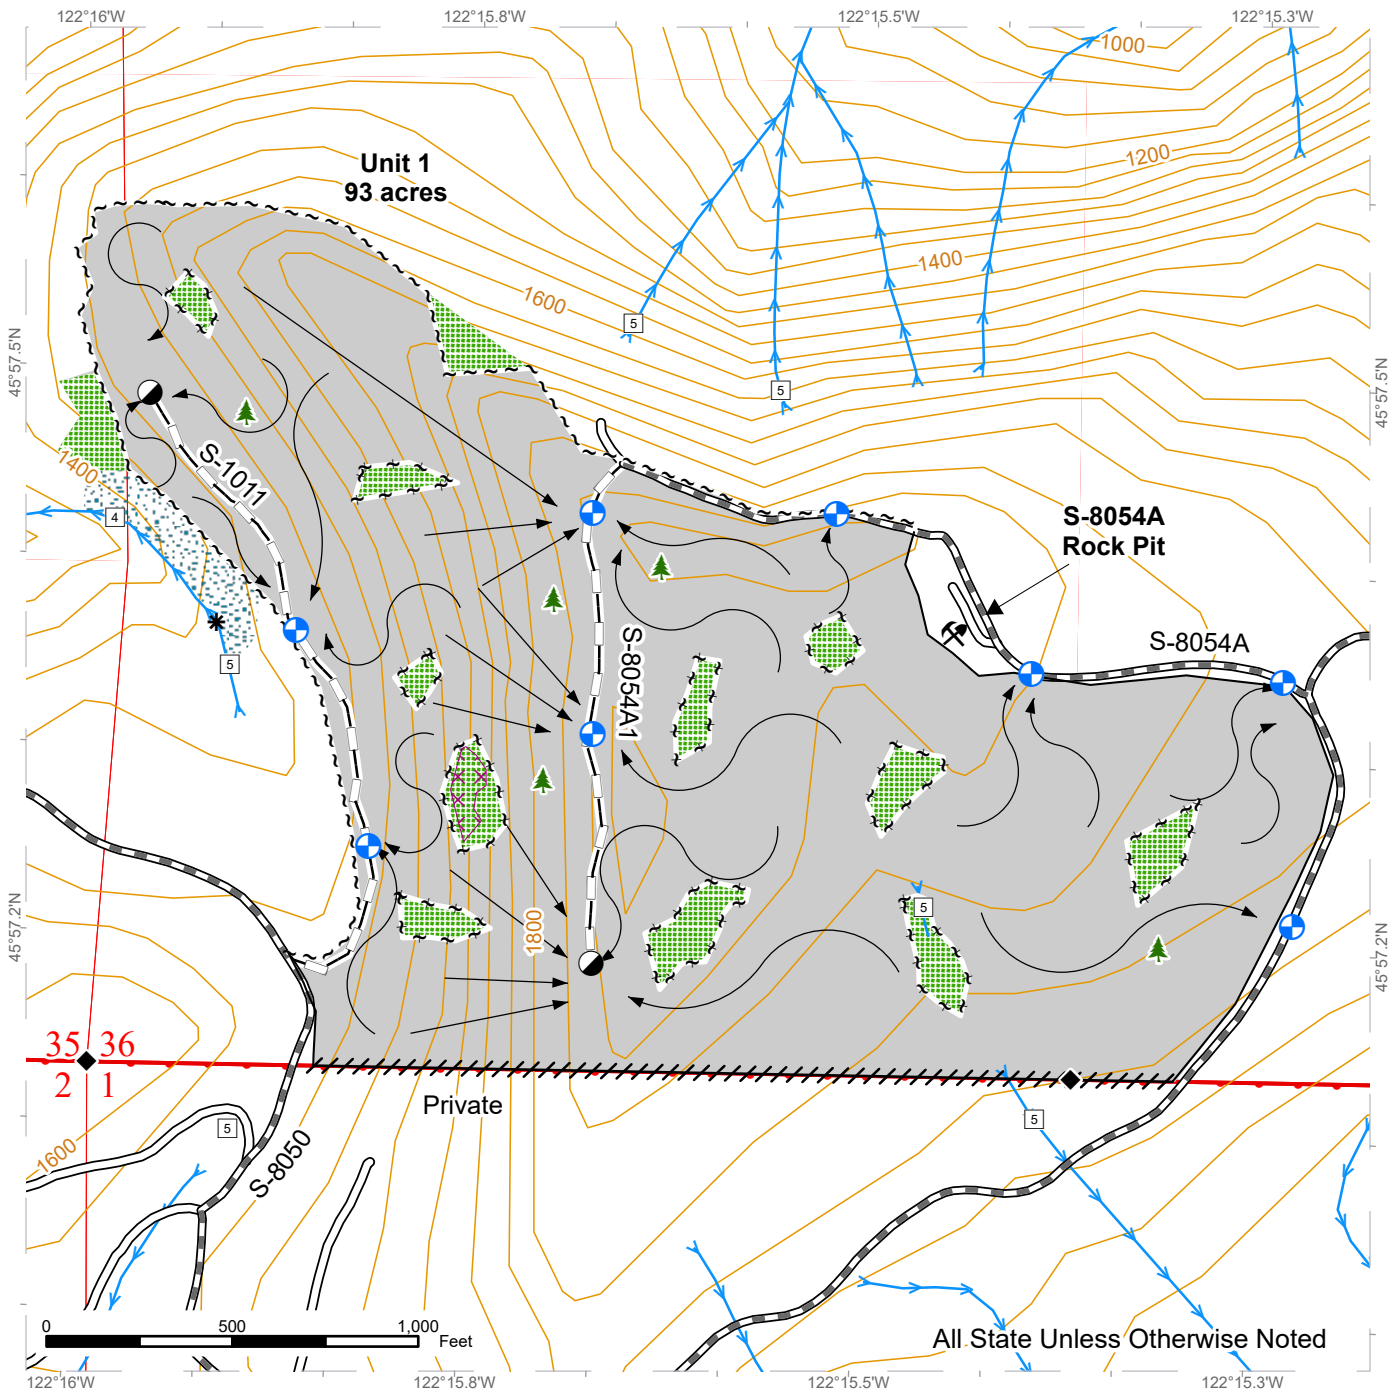 122°16'W
122°15.8'W
122°15.5'W
122°15.3'W
1000
1200
Unit 1
93 acres
1400
1600
5
45°57.5'N
45°57.5'N
5
S-1011
1400
4
S-8054A
Rock Pit
S-8054A
S-8054A1
5
45°57.2'N
45°57.2'N
5
1800
35 36
2 1
Private
5
5
1600
S-8050
0 500 1,000
Feet
All State Unless Otherwise Noted
122°16'W
122°15.8'W
122°15.5'W
122°15.3'W